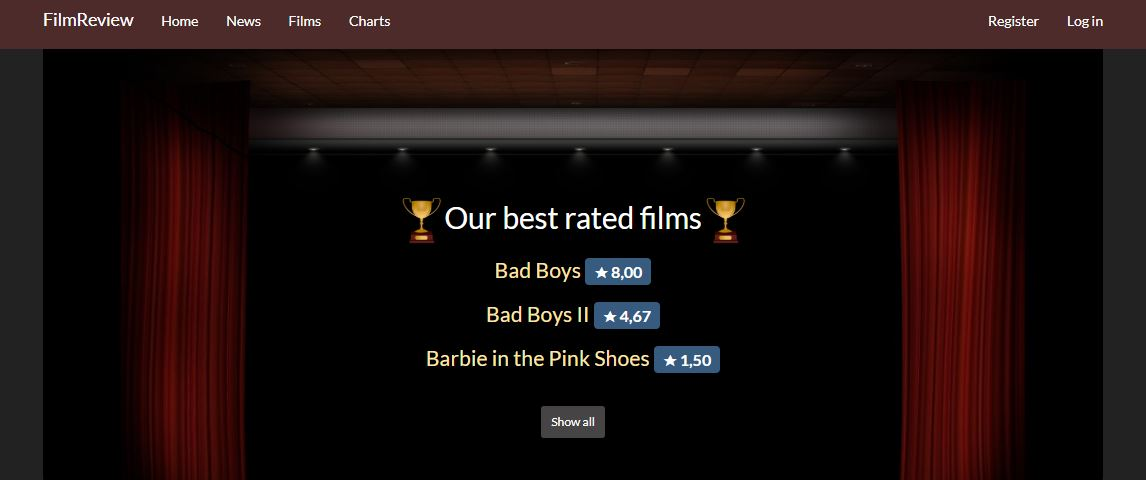 FilmReview Home News Films Charts Register Log in
Our best rated films
Bad Boys ★ 8,00
Bad Boys II ★ 4,67
Barbie in the Pink Shoes ★ 1,50
Show all